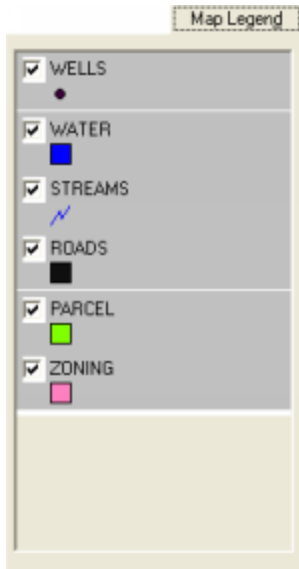 Map Legend
WELLS
WATER
STREAMS
ROADS
PARCEL
ZONING